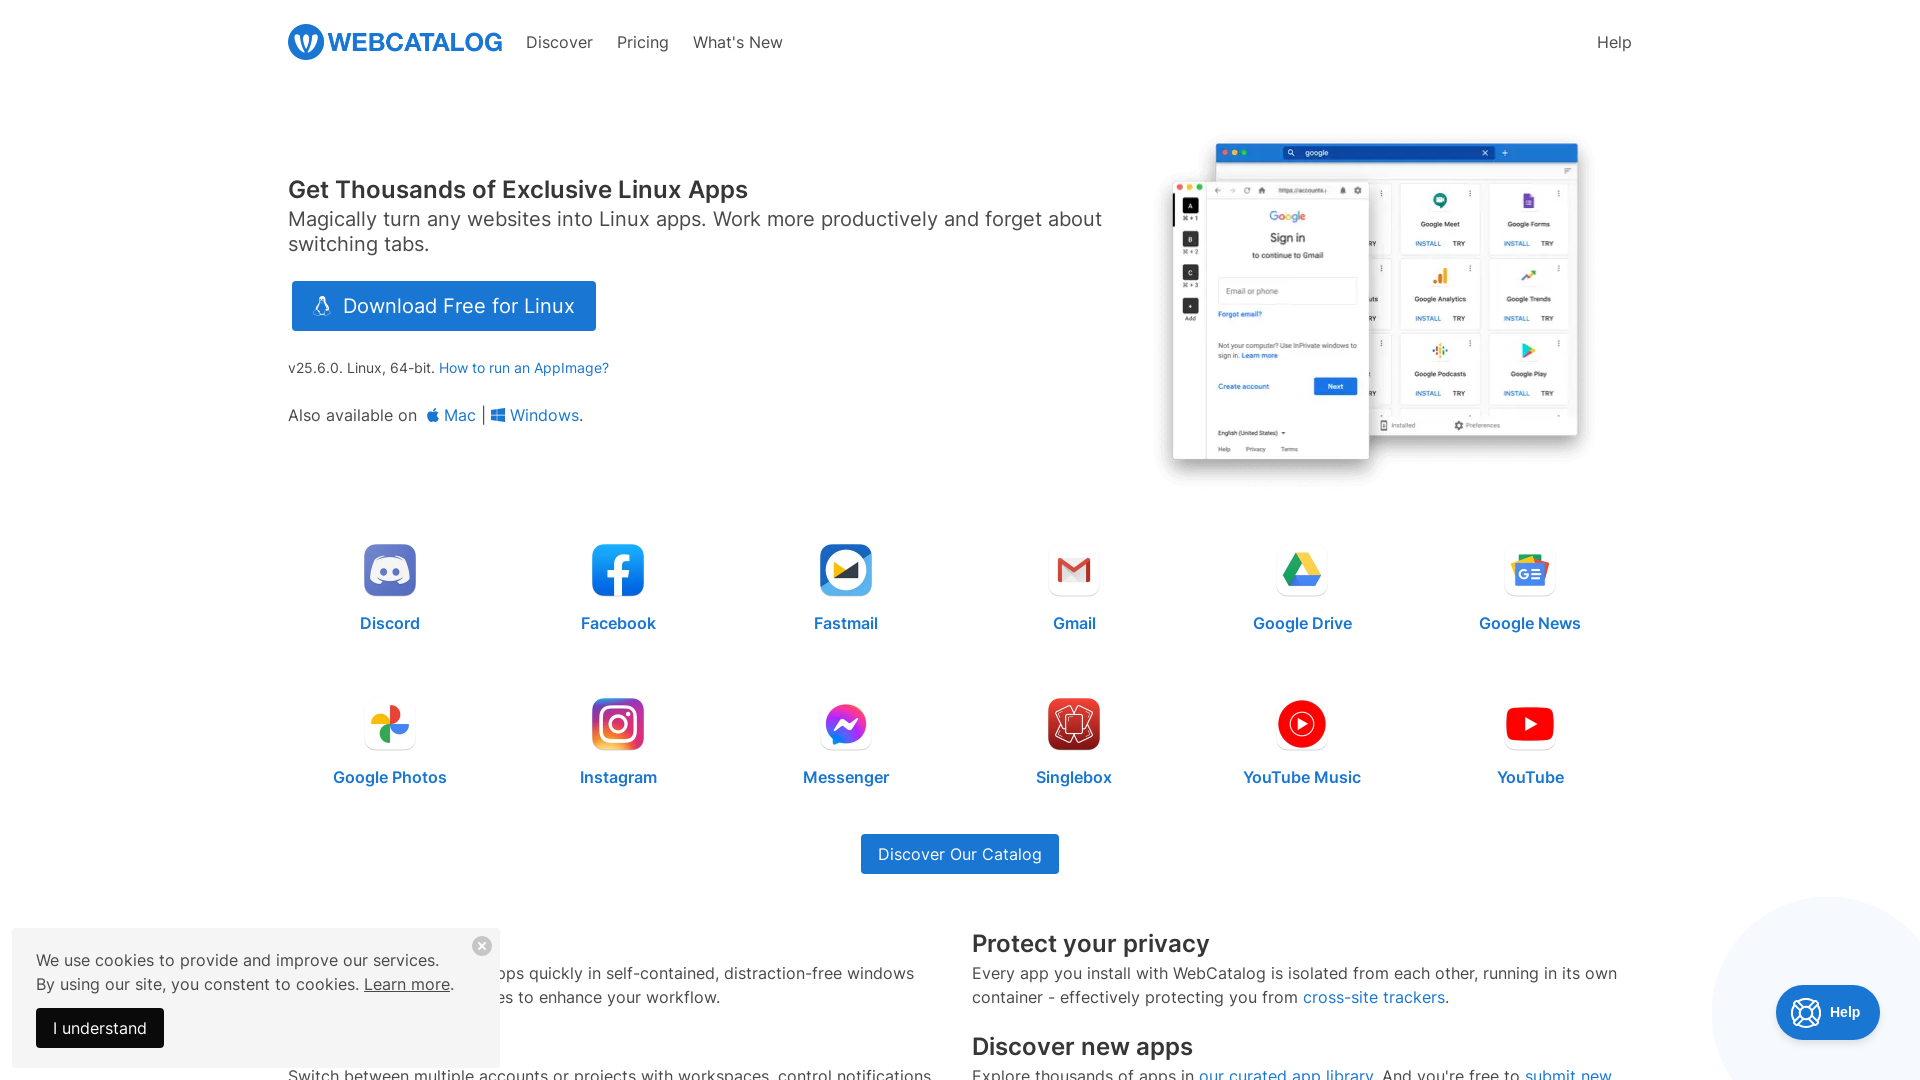 WEBCATALOG
Discover
Pricing
What's New
Help
Get Thousands of Exclusive Linux Apps
Magically turn any websites into Linux apps. Work more productively and forget about
switching tabs.
Download Free for Linux
v25.6.0. Linux, 64-bit. How to run an AppImage?
Also available on Mac | Windows.
google
https://accounts.
Google
Sign in
to continue to Gmail
Email or phone
Forgot email?
Not your computer? Use InPrivate windows to
sign in. Learn more
Create account
Next
English (United States)
Help
Privacy
Terms
A
⌘ + 1
B
⌘ + 2
C
⌘ + 3
+
Add
Google Meet
INSTALL TRY
Google Forms
INSTALL TRY
Google Analytics
INSTALL TRY
Google Trends
INSTALL TRY
Google Podcasts
INSTALL TRY
Google Play
INSTALL TRY
Installed
Preferences
Discord
Facebook
Fastmail
Gmail
Google Drive
Google News
Google Photos
Instagram
Messenger
Singlebox
YouTube Music
YouTube
Discover Our Catalog
quickly in self-contained, distraction-free windows
to enhance your workflow.
Switch between multiple accounts or projects with workspaces, control notifications
Protect your privacy
Every app you install with WebCatalog is isolated from each other, running in its own
container - effectively protecting you from cross-site trackers.
Discover new apps
Explore thousands of apps in our curated app library. And you're free to submit new
We use cookies to provide and improve our services.
By using our site, you constent to cookies. Learn more.
I understand
Help